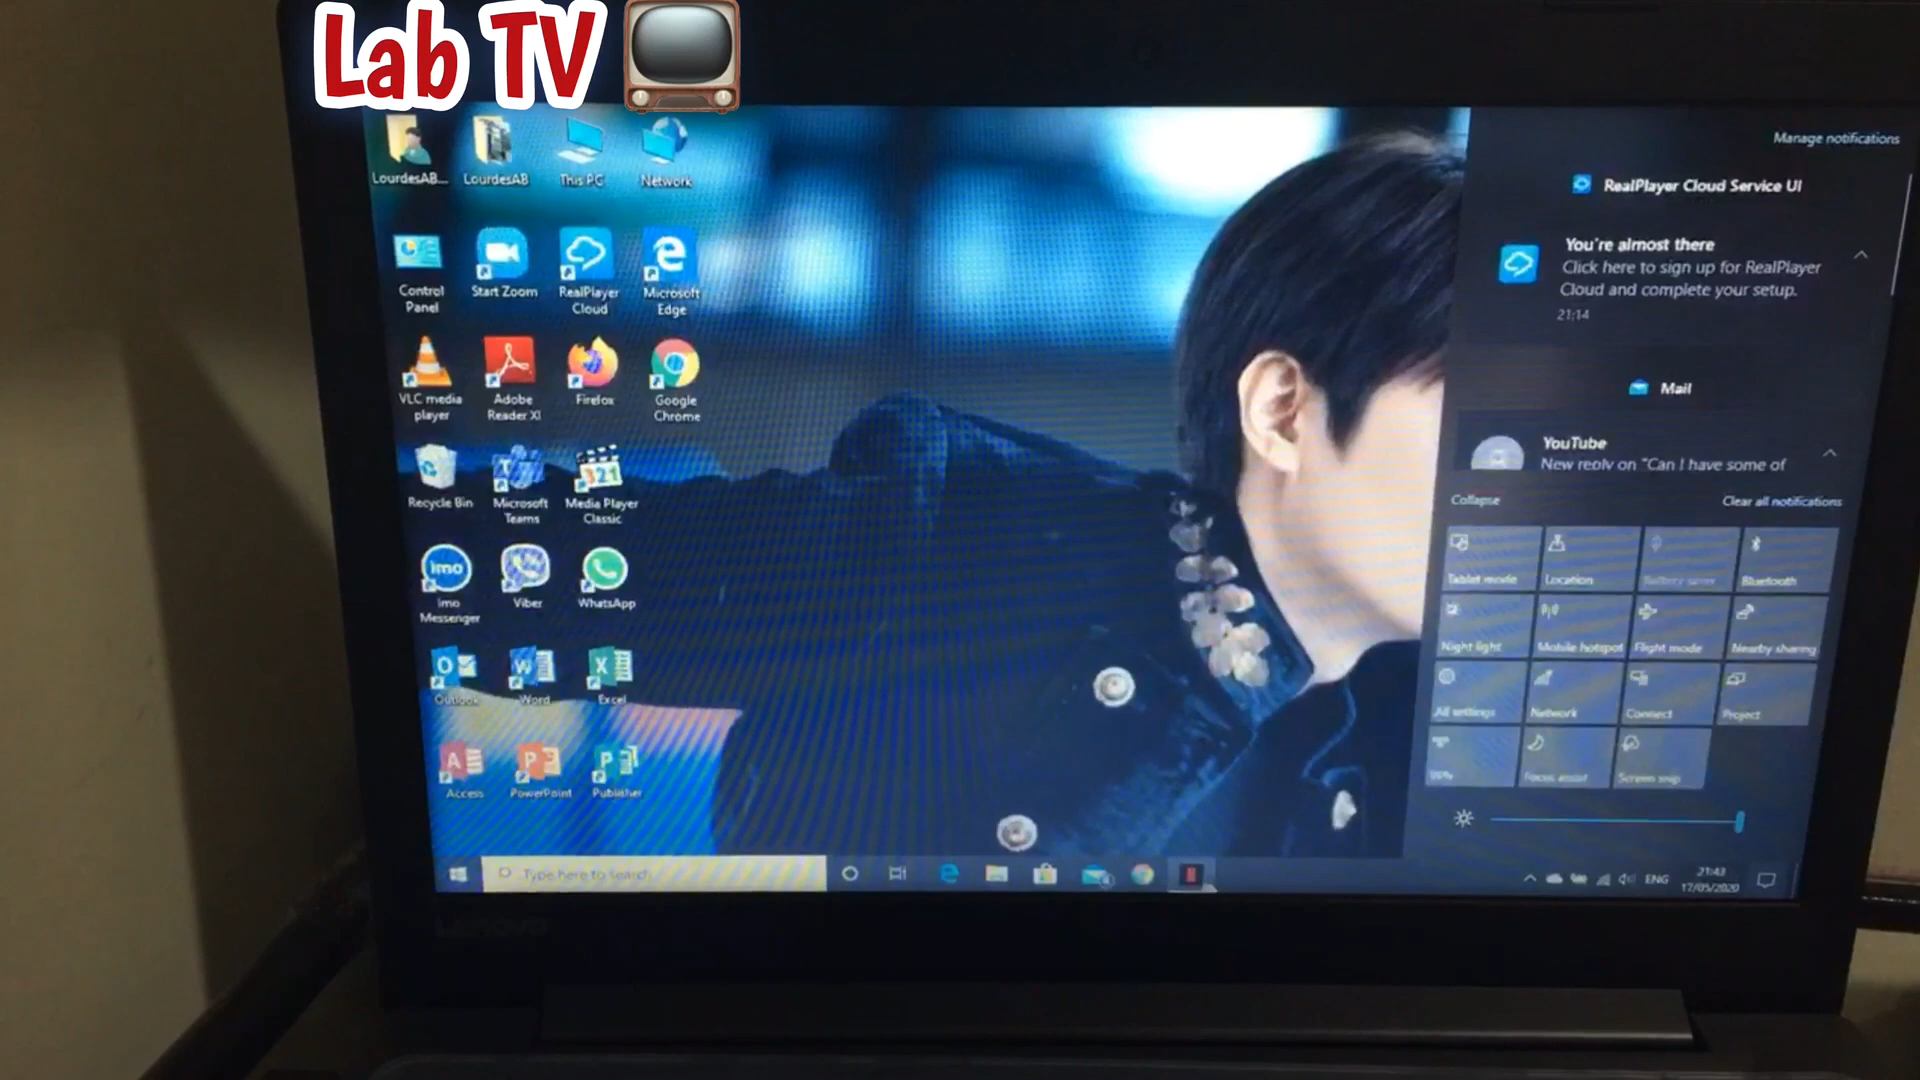 Lab TV
LourdesAB...
LourdesAB
This PC
Network
Control
Panel
Start Zoom
RealPlayer
Cloud
Microsoft
Edge
VLC media
player
Adobe
Reader XI
Firefox
Google
Chrome
Recycle Bin
Microsoft
Teams
Media Player
Classic
imo
Messenger
Viber
WhatsApp
Outlook
Word
Excel
Access
PowerPoint
Publisher
Manage notifications
RealPlayer Cloud Service UI
You're almost there
Click here to sign up for RealPlayer
Cloud and complete your setup.
21:14
Mail
YouTube
New reply on "Can I have some of
Collapse
Clear all notifications
Tablet mode
Location
Battery saver
Bluetooth
Night light
Mobile hotspot
Flight mode
Nearby sharing
All settings
Network
Connect
Project
Focus assist
Screen snip
Type here to search
ENG
21:43
17/05/2020
Lenovo